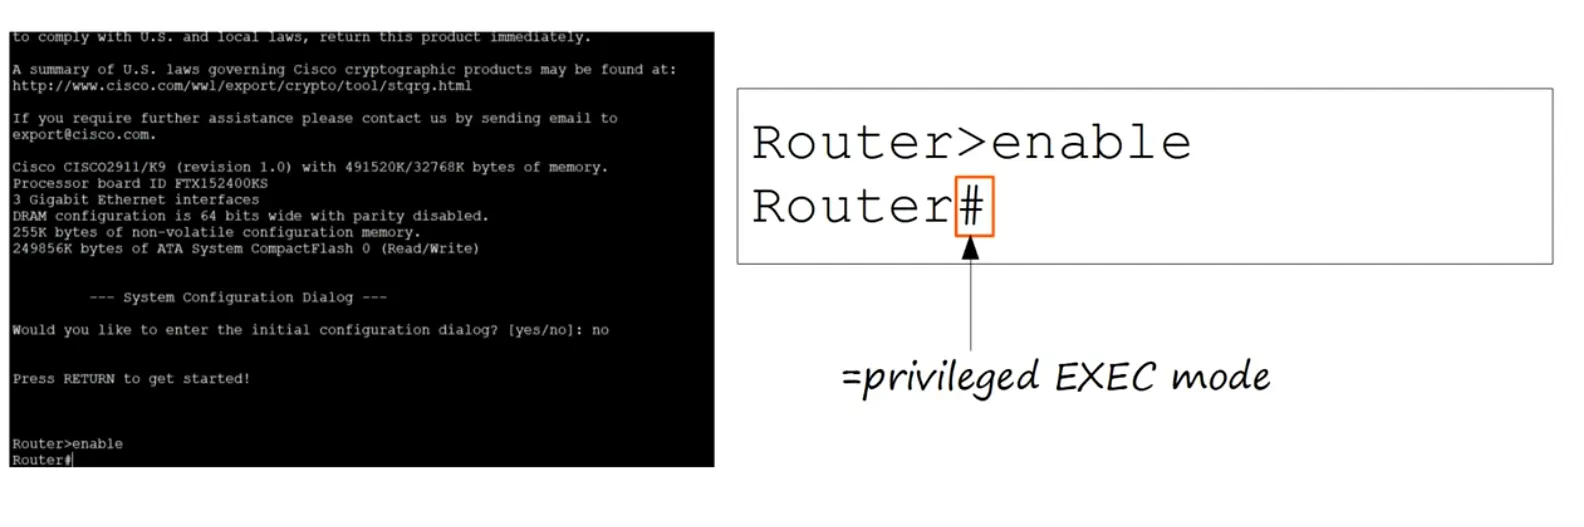 to comply with U.S. and local laws, return this product immediately.
A summary of U.S. laws governing Cisco cryptographic products may be found at:
http://www.cisco.com/wwl/export/crypto/tool/stqrg.html
If you require further assistance please contact us by sending email to
export@cisco.com.
Cisco CISCO2911/K9 (revision 1.0) with 491520K/32768K bytes of memory.
Processor board ID FTX152400KS
3 Gigabit Ethernet interfaces
DRAM configuration is 64 bits wide with parity disabled.
255K bytes of non-volatile configuration memory.
249856K bytes of ATA System CompactFlash 0 (Read/Write)
--- System Configuration Dialog ---
Would you like to enter the initial configuration dialog? [yes/no]: no
Press RETURN to get started!
Router>enable
Router#
Router>enable
Router#
=privileged EXEC mode